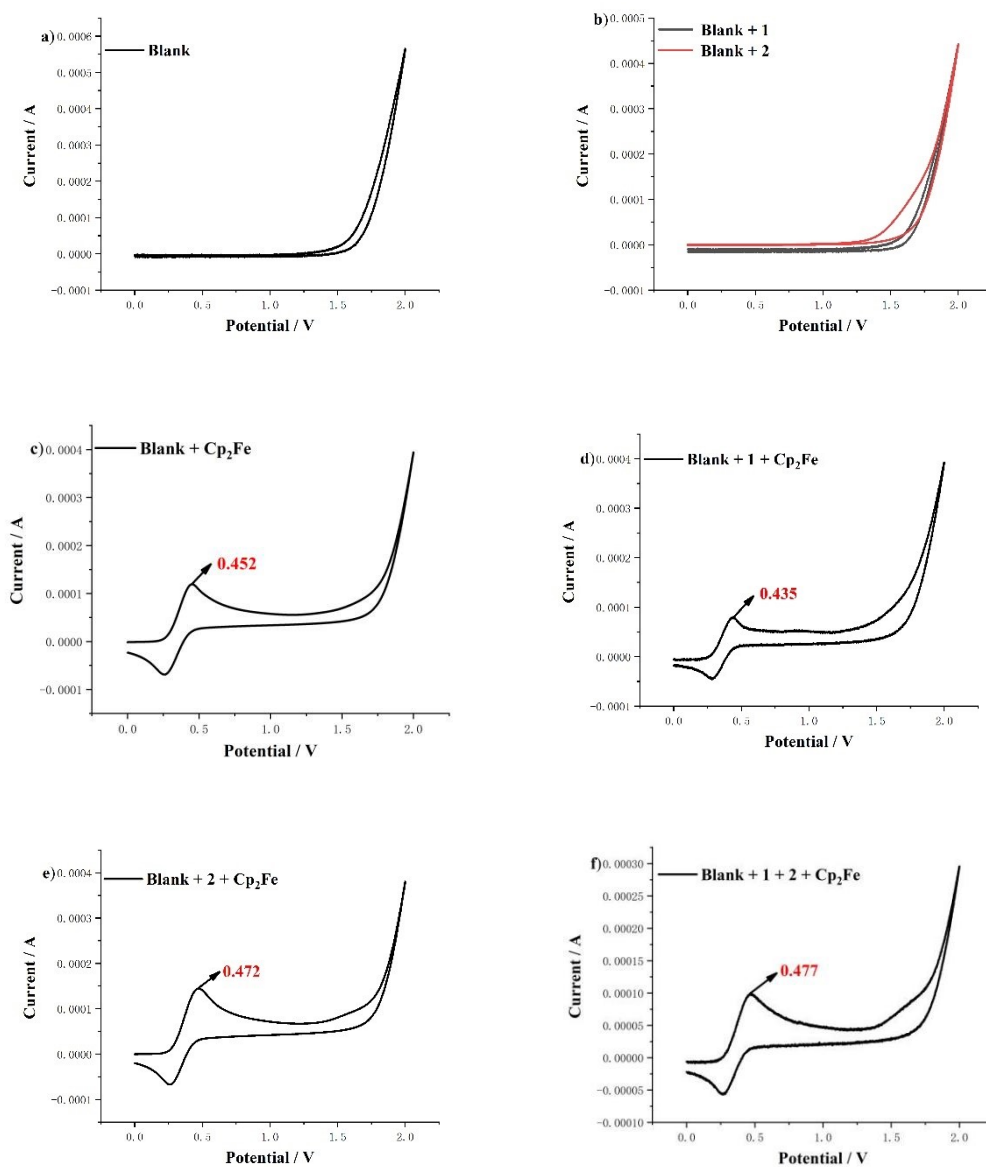 a)
Blank
0.0006
0.0005
0.0004
0.0003
0.0002
0.0001
0.0000
-0.0001
Current / A
0.0 0.5 1.0 1.5 2.0
Potential / V
b)
Blank + 1
Blank + 2
0.0005
0.0004
0.0003
0.0002
0.0001
0.0000
-0.0001
Current / A
0.0 0.5 1.0 1.5 2.0
Potential / V
c)
Blank + Cp₂Fe
0.0004
0.0003
0.0002
0.0001
0.0000
-0.0001
0.452
Current / A
0.0 0.5 1.0 1.5 2.0
Potential / V
d)
Blank + 1 + Cp₂Fe
0.0004
0.0003
0.0002
0.0001
0.0000
-0.0001
0.435
Current / A
0.0 0.5 1.0 1.5 2.0
Potential / V
e)
Blank + 2 + Cp₂Fe
0.0004
0.0003
0.0002
0.0001
0.0000
-0.0001
0.472
Current / A
0.0 0.5 1.0 1.5 2.0
Potential / V
f)
Blank + 1 + 2 + Cp₂Fe
0.00030
0.00025
0.00020
0.00015
0.00010
0.00005
0.00000
-0.00005
-0.00010
0.477
Current / A
0.0 0.5 1.0 1.5 2.0
Potential / V